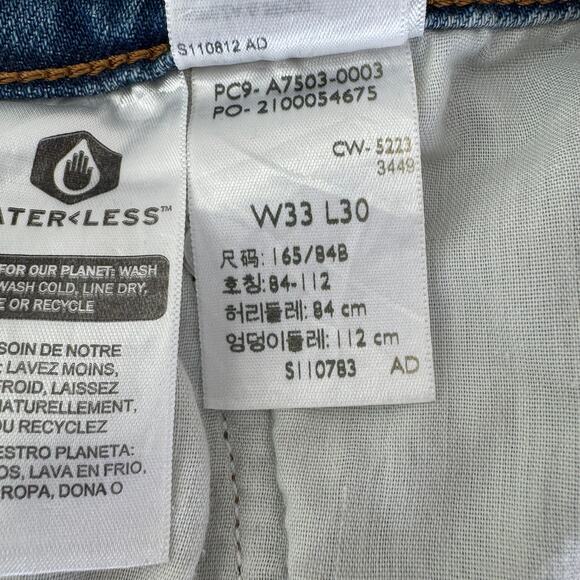 S110812 AD
PC9- A7503-0003
PO- 2100054675
CW- 5223
3449
W33 L30
尺码: 165/84B
호칭: 84-112
허리둘레: 84 cm
엉덩이둘레: 112 cm
S110783 AD
ATER<LESS™
FOR OUR PLANET: WASH
WASH COLD, LINE DRY,
E OR RECYCLE
SOIN DE NOTRE
: LAVEZ MOINS,
FROID, LAISSEZ
NATURELLEMENT,
OU RECYCLEZ
ESTRO PLANETA:
OS, LAVA EN FRIO.
ROPA, DONA O